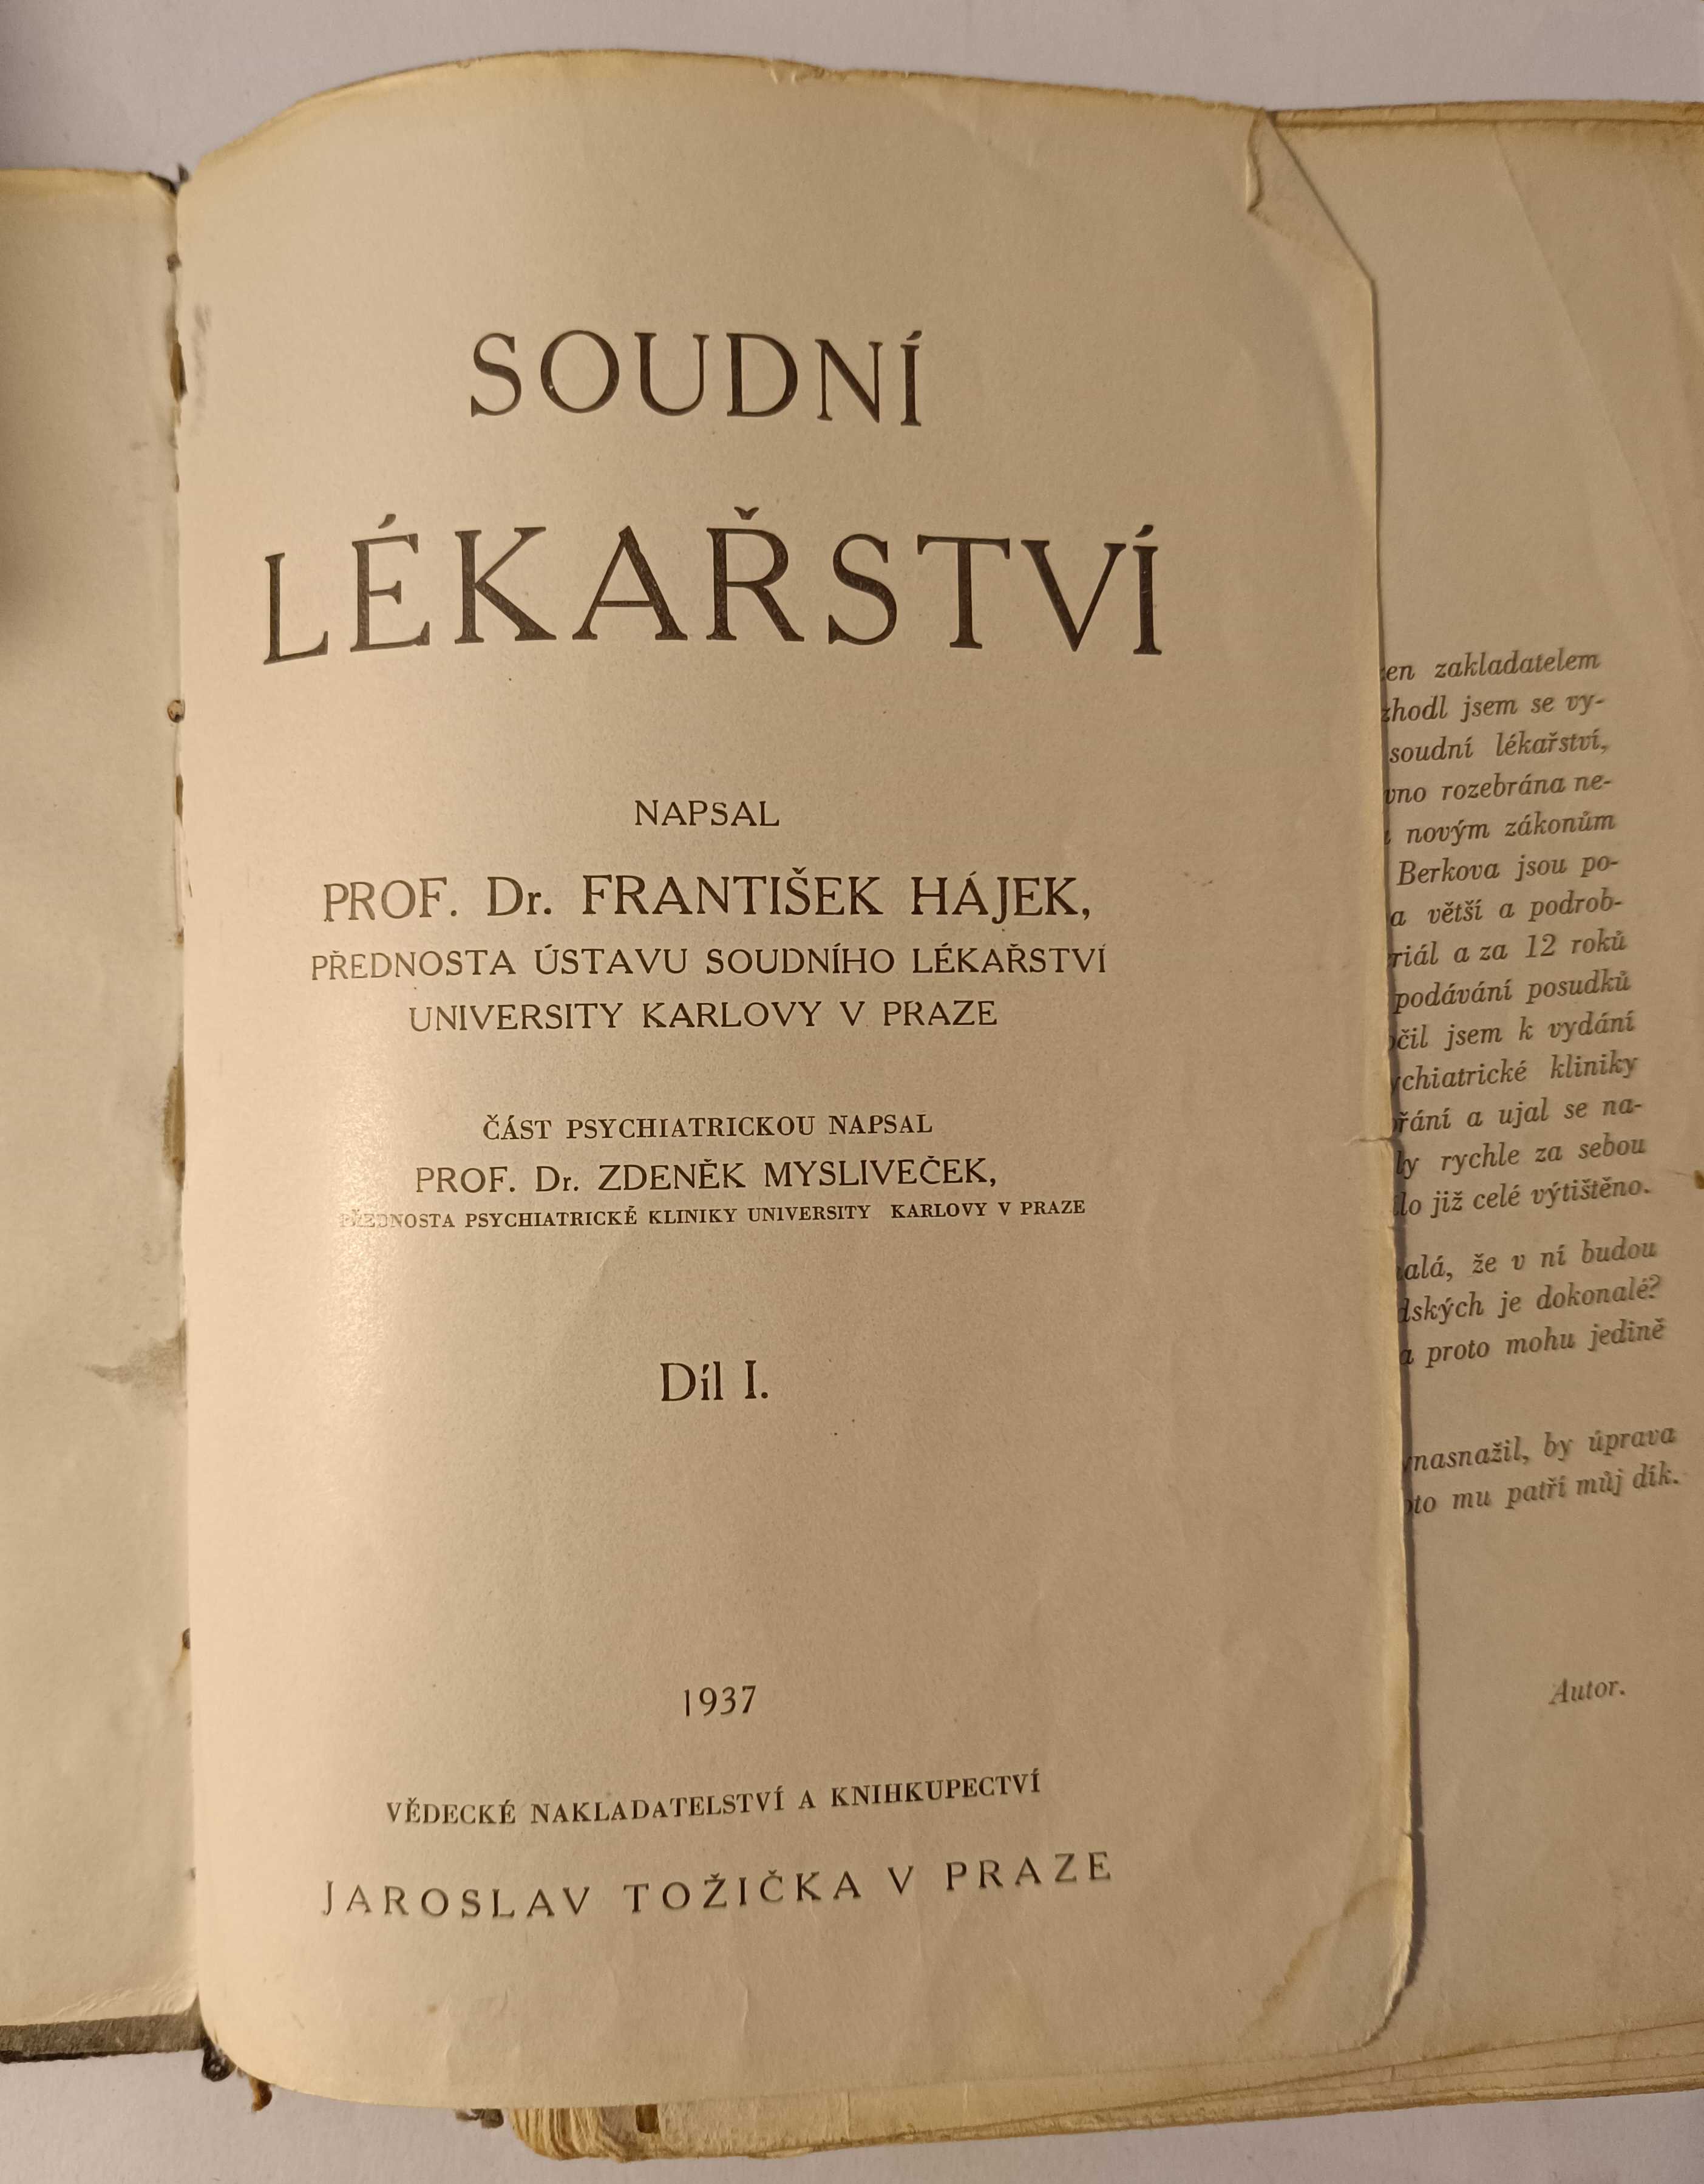 SOUDNÍ
LÉKAŘSTVÍ
NAPSAL
PROF. Dr. FRANTIŠEK HÁJEK,
PŘEDNOSTA ÚSTAVU SOUDNÍHO LÉKAŘSTVÍ
UNIVERSITY KARLOVY V PRAZE
ČÁST PSYCHIATRICKOU NAPSAL
PROF. Dr. ZDENĚK MYSLIVEČEK,
PŘEDNOSTA PSYCHIATRICKÉ KLINIKY UNIVERSITY KARLOVY V PRAZE
Díl I.
1937
VĚDECKÉ NAKLADATELSTVÍ A KNIHKUPECTVÍ
JAROSLAV TOŽIČKA V PRAZE
zakladatelem
jsem se vy-
soudní lékařství,
rozebrána ne-
novým zákonům
Berkova jsou po-
větší a podrob-
a za 12 roků
podávání posudků
jsem k vydání
kliniky
a ujal se na-
rychle za sebou
již celé výtištěno.
že v ní budou
je dokonalé?
proto mohu jedině
nasnažil, by úprava
mu patří můj dík.
Autor.